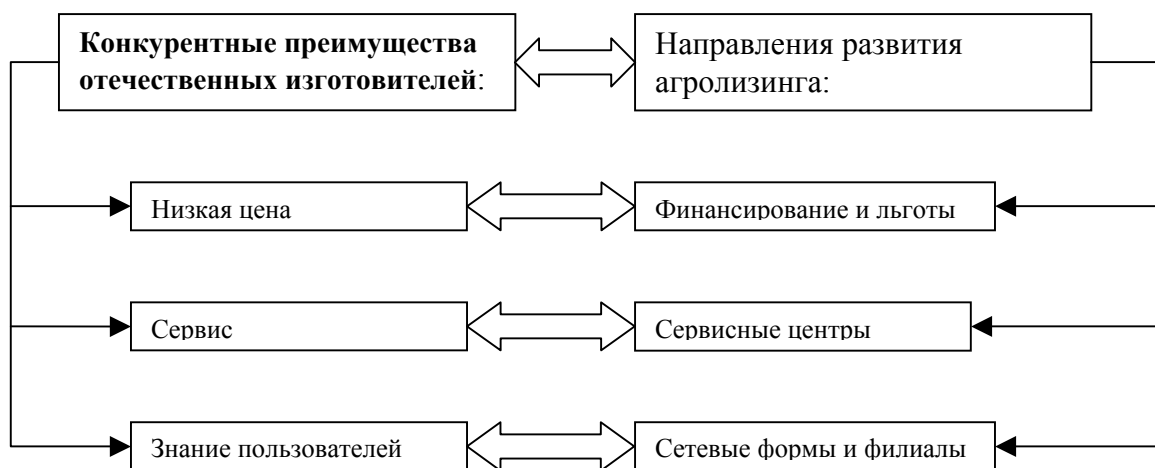 Конкурентные преимущества
отечественных изготовителей:
Направления развития
агролизинга:
Низкая цена
Финансирование и льготы
Сервис
Сервисные центры
Знание пользователей
Сетевые формы и филиалы